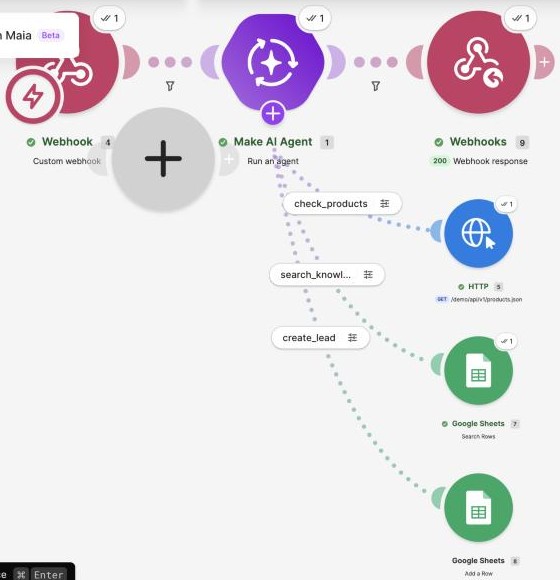 n Maia Beta
1
1
1
Webhook 4
Custom webhook
Make AI Agent 1
Run an agent
Webhooks 9
200 Webhook response
check_products
1
HTTP 5
GET /demo/api/v1/products.json
search_knowl...
create_lead
1
Google Sheets 7
Search Rows
Google Sheets 8
Add a Row
ce ⌘ Enter